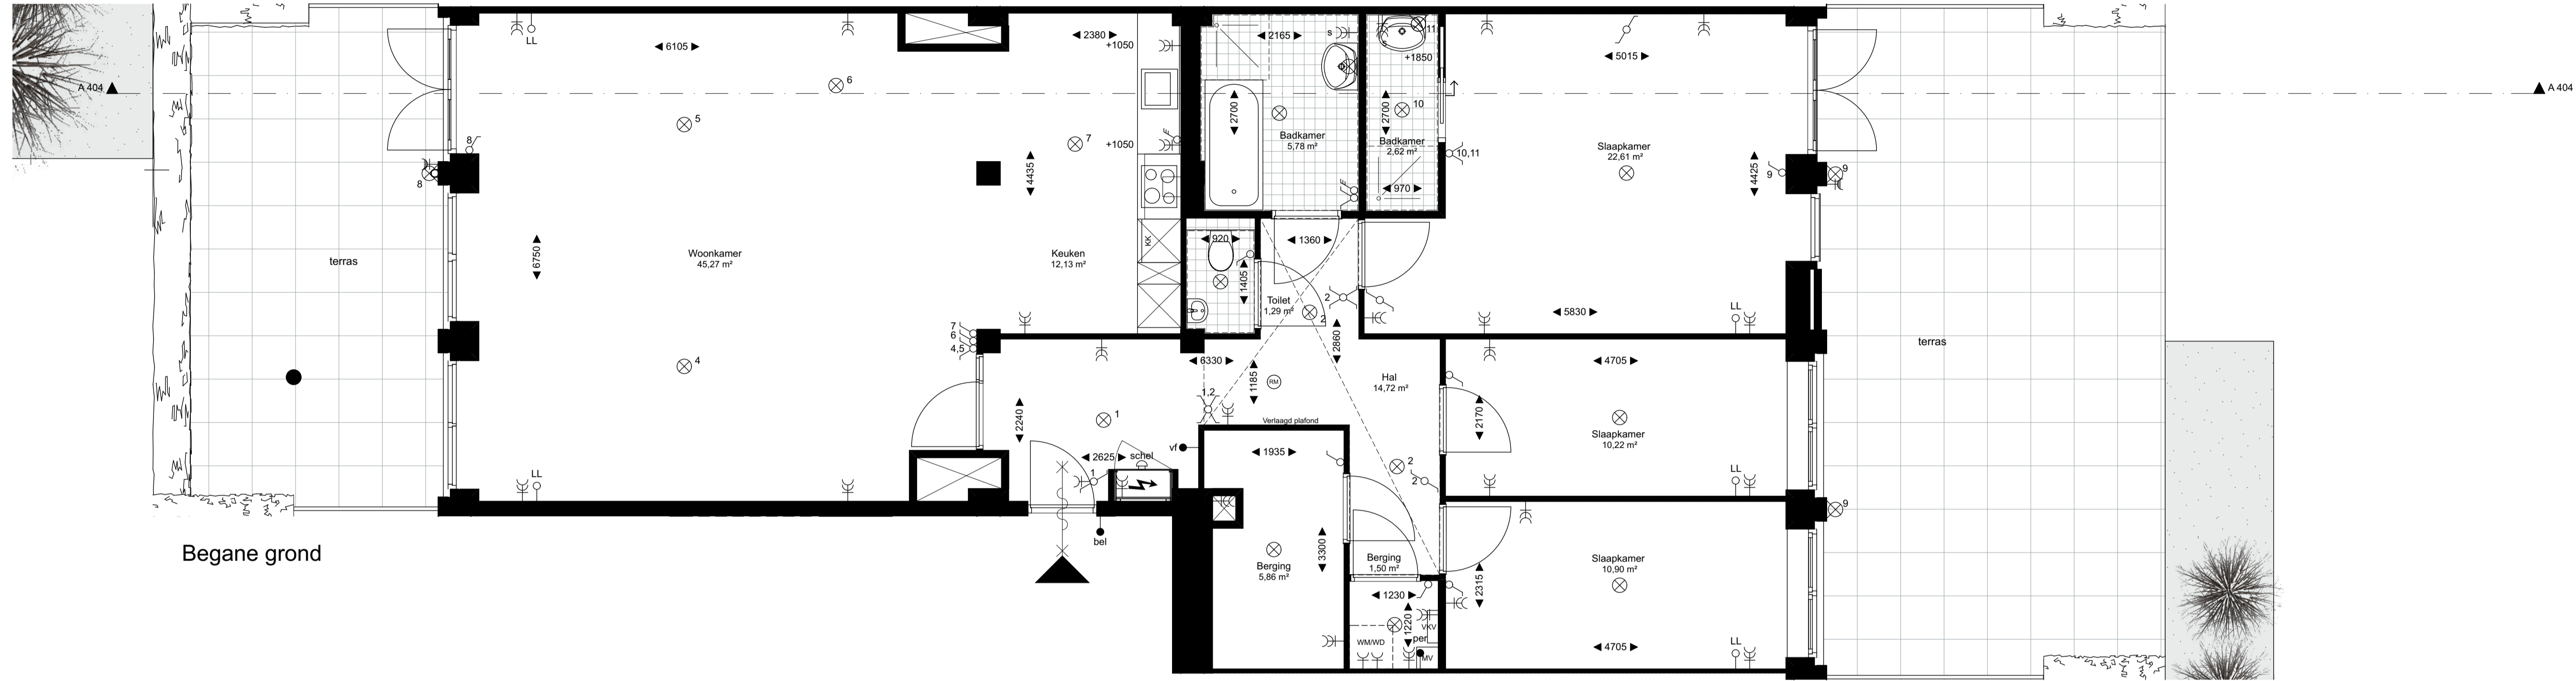 A 404
A 404
LL
6105
2380
+1050
2165
s
11
+1850
5015
6
5
8
8
7
+1050
4435
2700
Badkamer
5,78 m²
10
2700
Badkamer
2,62 m²
970
10,11
Slaapkamer
22,61 m²
4425
9
9
terras
6750
Woonkamer
45,27 m²
Keuken
12,13 m²
KK
920
1405
1360
Toilet
1,29 m²
2
2
2860
5830
LL
terras
7
6
4,5
4
6330
1185
RM
1,2
Hal
14,72 m²
4705
2170
Slaapkamer
10,22 m²
LL
2240
1
Verlaagd plafond
vf
2625
schel
1
LL
1935
2
2
bel
9
Begane grond
3300
Berging
5,86 m²
Berging
1,50 m²
1230
1220
VKV
per
WM/WD
MV
2315
Slaapkamer
10,90 m²
4705
LL